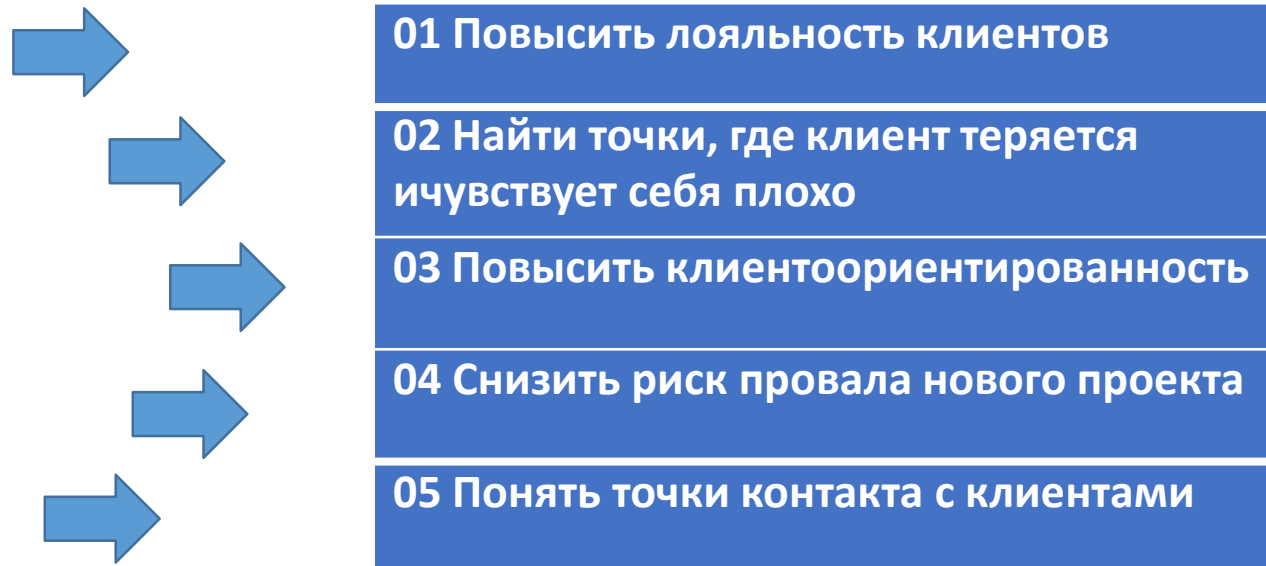 01 Повысить лояльность клиентов
02 Найти точки, где клиент теряется
ичувствует себя плохо
03 Повысить клиентоориентированность
04 Снизить риск провала нового проекта
05 Понять точки контакта с клиентами